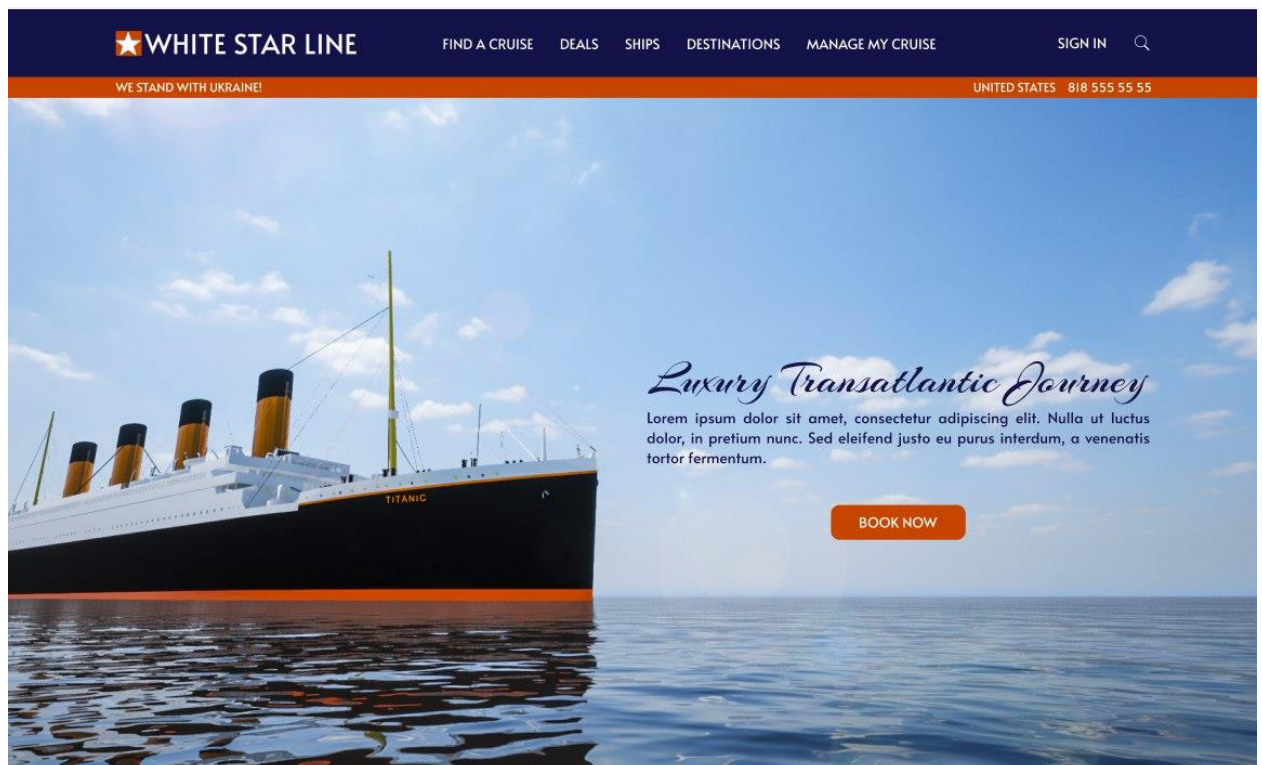 WHITE STAR LINE
FIND A CRUISE DEALS SHIPS DESTINATIONS MANAGE MY CRUISE SIGN IN
WE STAND WITH UKRAINE!
UNITED STATES 818 555 55 55
Luxury Transatlantic Journey
Lorem ipsum dolor sit amet, consectetur adipiscing elit. Nulla ut luctus
dolor, in pretium nunc. Sed eleifend justo eu purus interdum, a venenatis
tortor fermentum.
TITANIC
BOOK NOW